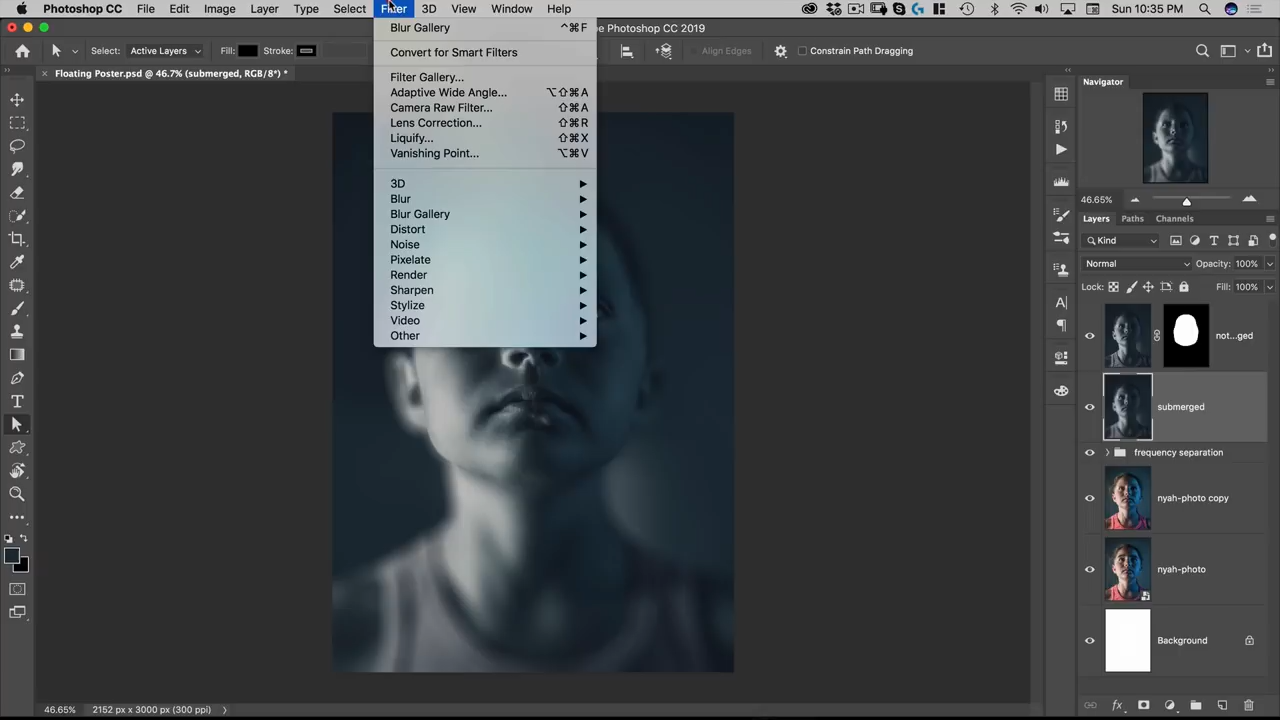 Photoshop CC File Edit Image Layer Type Select Filter 3D View Window Help Sun 10:35 PM
Photoshop CC 2019
Select: Active Layers Fill: Stroke: Align Edges Constrain Path Dragging
Floating Poster.psd @ 46.7% (submerged, RGB/8*) *
Blur Gallery ^⌘F
Convert for Smart Filters
Filter Gallery...
Adaptive Wide Angle... ⌥⇧⌘A
Camera Raw Filter... ⇧⌘A
Lens Correction... ⇧⌘R
Liquify... ⇧⌘X
Vanishing Point... ⌥⌘V
3D
Blur
Blur Gallery
Distort
Noise
Pixelate
Render
Sharpen
Stylize
Video
Other
Navigator
46.65%
Layers Paths Channels
Kind
Normal Opacity: 100%
Lock: Fill: 100%
not...ged
submerged
frequency separation
nyah-photo copy
nyah-photo
Background
46.65% 2152 px x 3000 px (300 ppi)